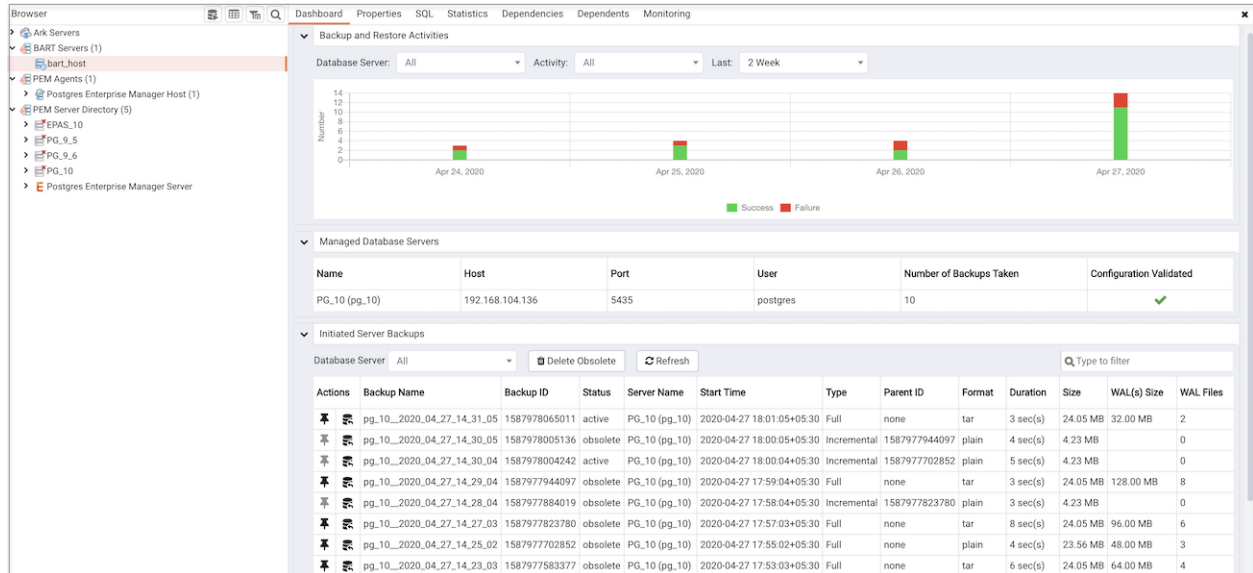 Browser
Ark Servers
BART Servers (1)
bart_host
PEM Agents (1)
Postgres Enterprise Manager Host (1)
PEM Server Directory (5)
EPAS_10
PG_9_5
PG_9_6
PG_10
Postgres Enterprise Manager Server
Dashboard Properties SQL Statistics Dependencies Dependents Monitoring
Backup and Restore Activities
Database Server: All Activity: All Last: 2 Week
Number
14
12
10
8
6
4
2
0
Apr 24, 2020 Apr 25, 2020 Apr 26, 2020 Apr 27, 2020
Success Failure
Managed Database Servers
Name Host Port User Number of Backups Taken Configuration Validated
PG_10 (pg_10) 192.168.104.136 5435 postgres 10
Initiated Server Backups
Database Server All Delete Obsolete Refresh Type to filter
Actions Backup Name Backup ID Status Server Name Start Time Type Parent ID Format Duration Size WAL(s) Size WAL Files
pg_10__2020_04_27_14_31_05 1587978065011 active PG_10 (pg_10) 2020-04-27 18:01:05+05:30 Full none tar 3 sec(s) 24.05 MB 32.00 MB 2
pg_10__2020_04_27_14_30_05 1587978005136 obsolete PG_10 (pg_10) 2020-04-27 18:00:05+05:30 Incremental 1587977944097 plain 4 sec(s) 4.23 MB 0
pg_10__2020_04_27_14_30_04 1587978004242 active PG_10 (pg_10) 2020-04-27 18:00:04+05:30 Incremental 1587977702852 plain 5 sec(s) 4.23 MB 0
pg_10__2020_04_27_14_29_04 1587977944097 obsolete PG_10 (pg_10) 2020-04-27 17:59:04+05:30 Full none tar 3 sec(s) 24.05 MB 128.00 MB 8
pg_10__2020_04_27_14_28_04 1587977884019 obsolete PG_10 (pg_10) 2020-04-27 17:58:04+05:30 Incremental 1587977823780 plain 3 sec(s) 4.23 MB 0
pg_10__2020_04_27_14_27_03 1587977823780 obsolete PG_10 (pg_10) 2020-04-27 17:57:03+05:30 Full none tar 8 sec(s) 24.05 MB 96.00 MB 6
pg_10__2020_04_27_14_25_02 1587977702852 obsolete PG_10 (pg_10) 2020-04-27 17:55:02+05:30 Full none plain 4 sec(s) 23.56 MB 48.00 MB 3
pg_10__2020_04_27_14_23_03 1587977583377 obsolete PG_10 (pg_10) 2020-04-27 17:53:03+05:30 Full none tar 6 sec(s) 24.05 MB 64.00 MB 4